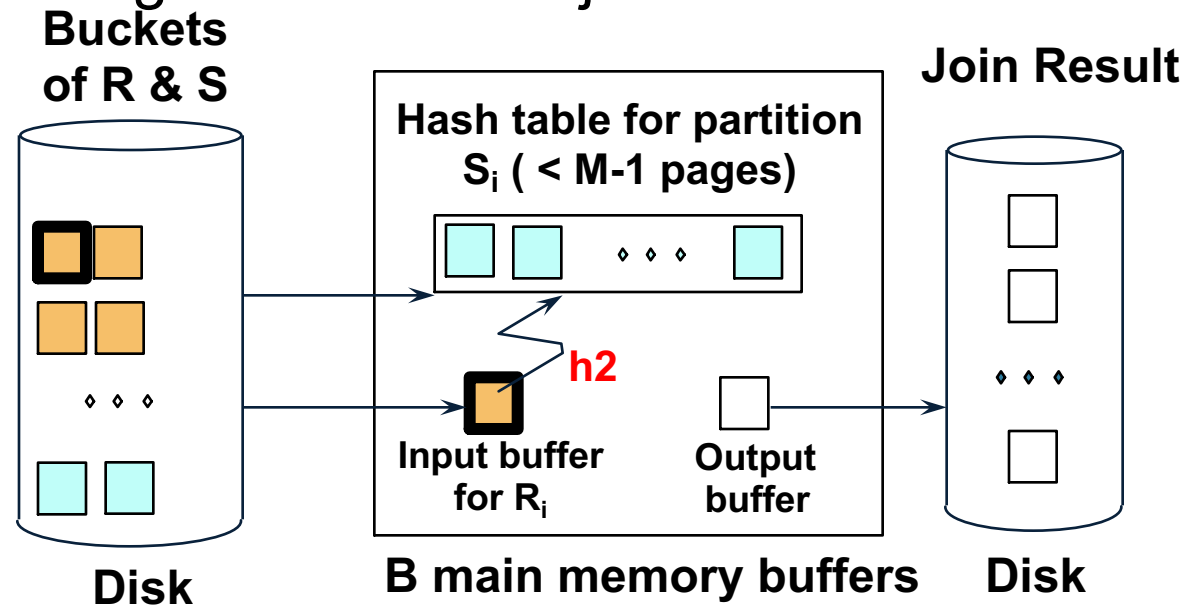 Buckets
of R & S
Join Result
Hash table for partition
Si ( < M-1 pages)
h2
Input buffer
for Ri
Output
buffer
B main memory buffers
Disk
Disk